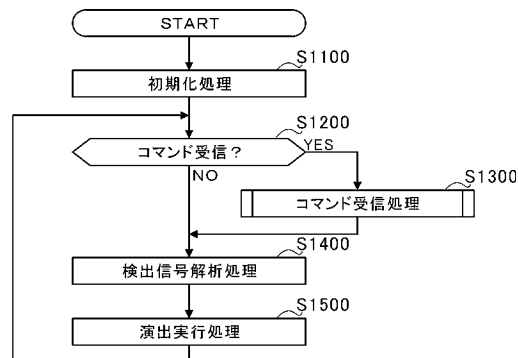 START
S1100
初期化処理
S1200
コマンド受信？
YES
NO
S1300
コマンド受信処理
S1400
検出信号解析処理
S1500
演出実行処理